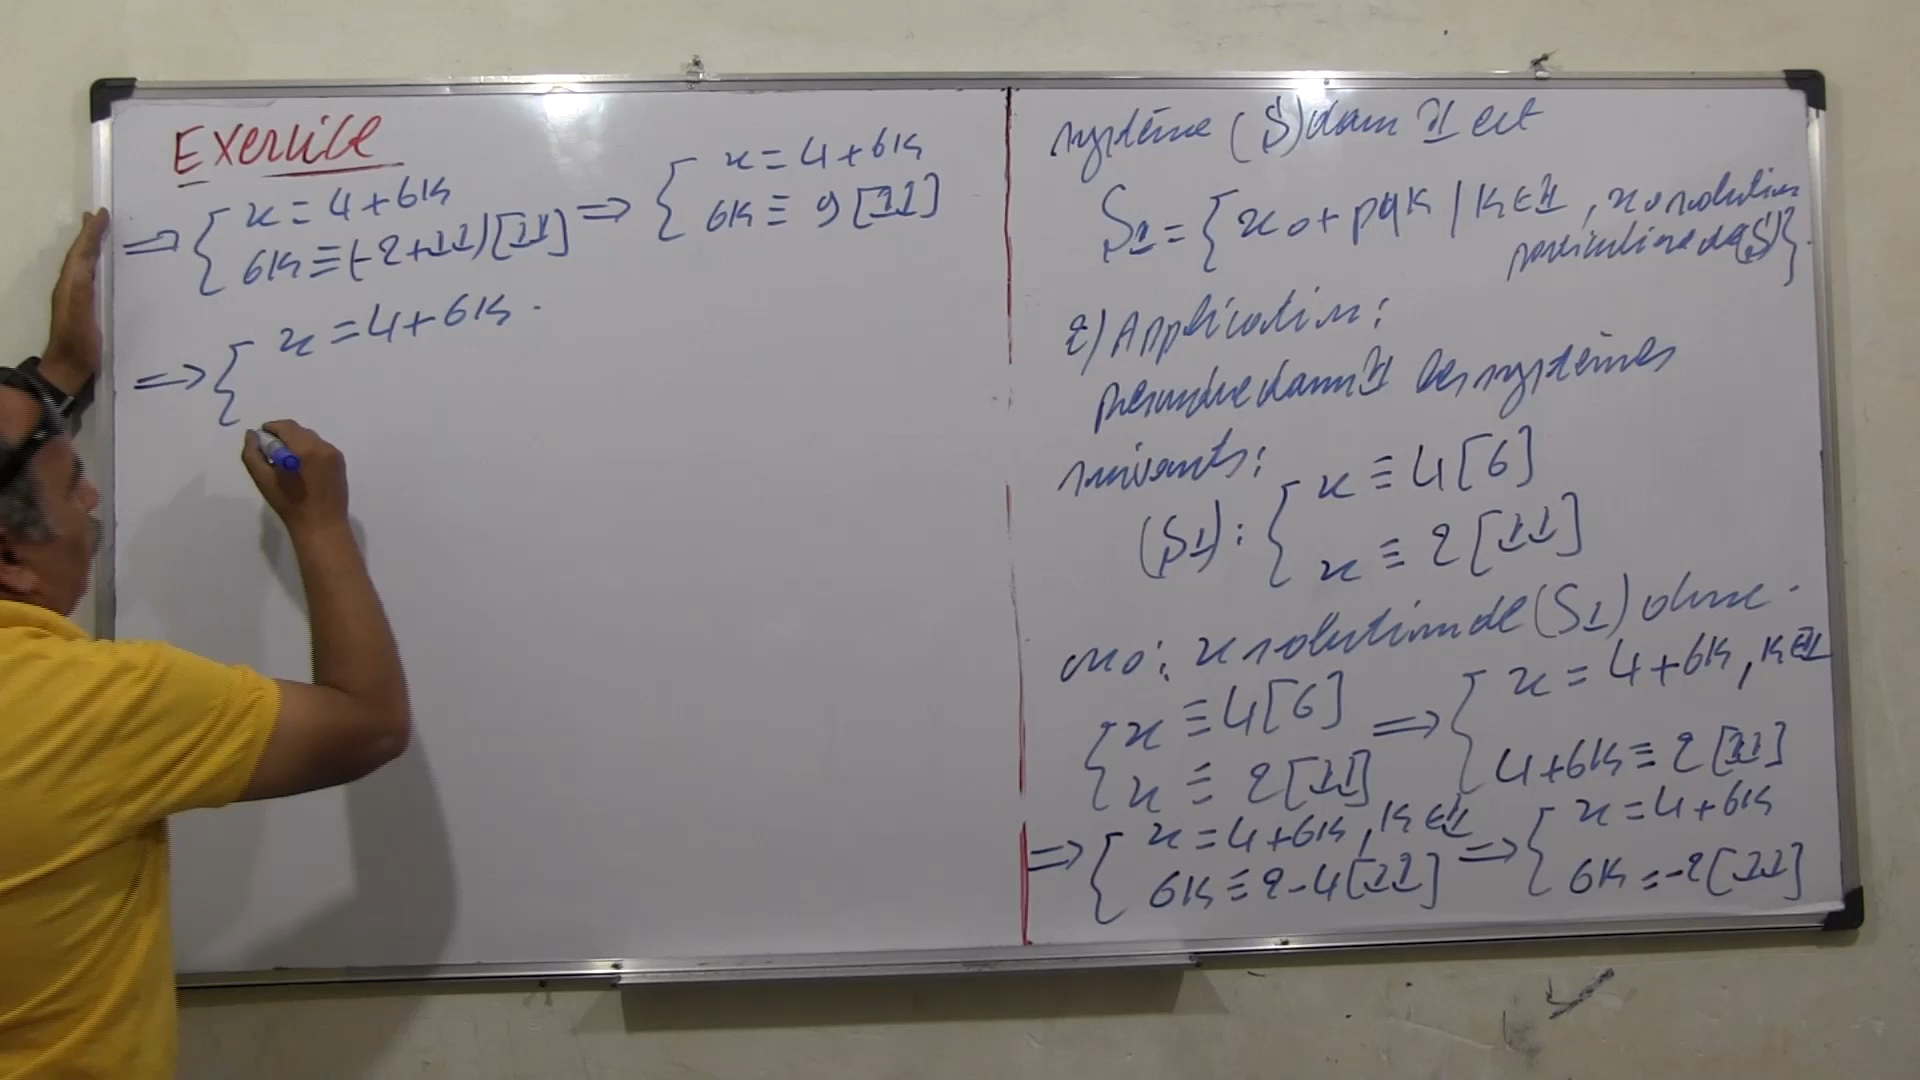 Exercice
⇒ { x = 4+6k
6k ≡ (-2+11)[11]
⇒ { x = 4+6k
6k ≡ 9[11]
⇒ { x = 4+6k.
système (S) dans ℤ est
S1 = { x0 + pqk / k∈ℤ, x0 solution
particulière de (S)}.
2) Application:
résoudre dans ℤ les systèmes
suivants:
(S1): { x ≡ 4[6]
x ≡ 2[11]
x solution de (S1) donc.
{ x ≡ 4[6]
x ≡ 2[11]
⇒ { x = 4+6k, k∈ℤ
4+6k ≡ 2[11]
⇒ { x = 4+6k, k∈ℤ
6k ≡ 2-4[11]
⇒ { x = 4+6k
6k ≡ -2[11]